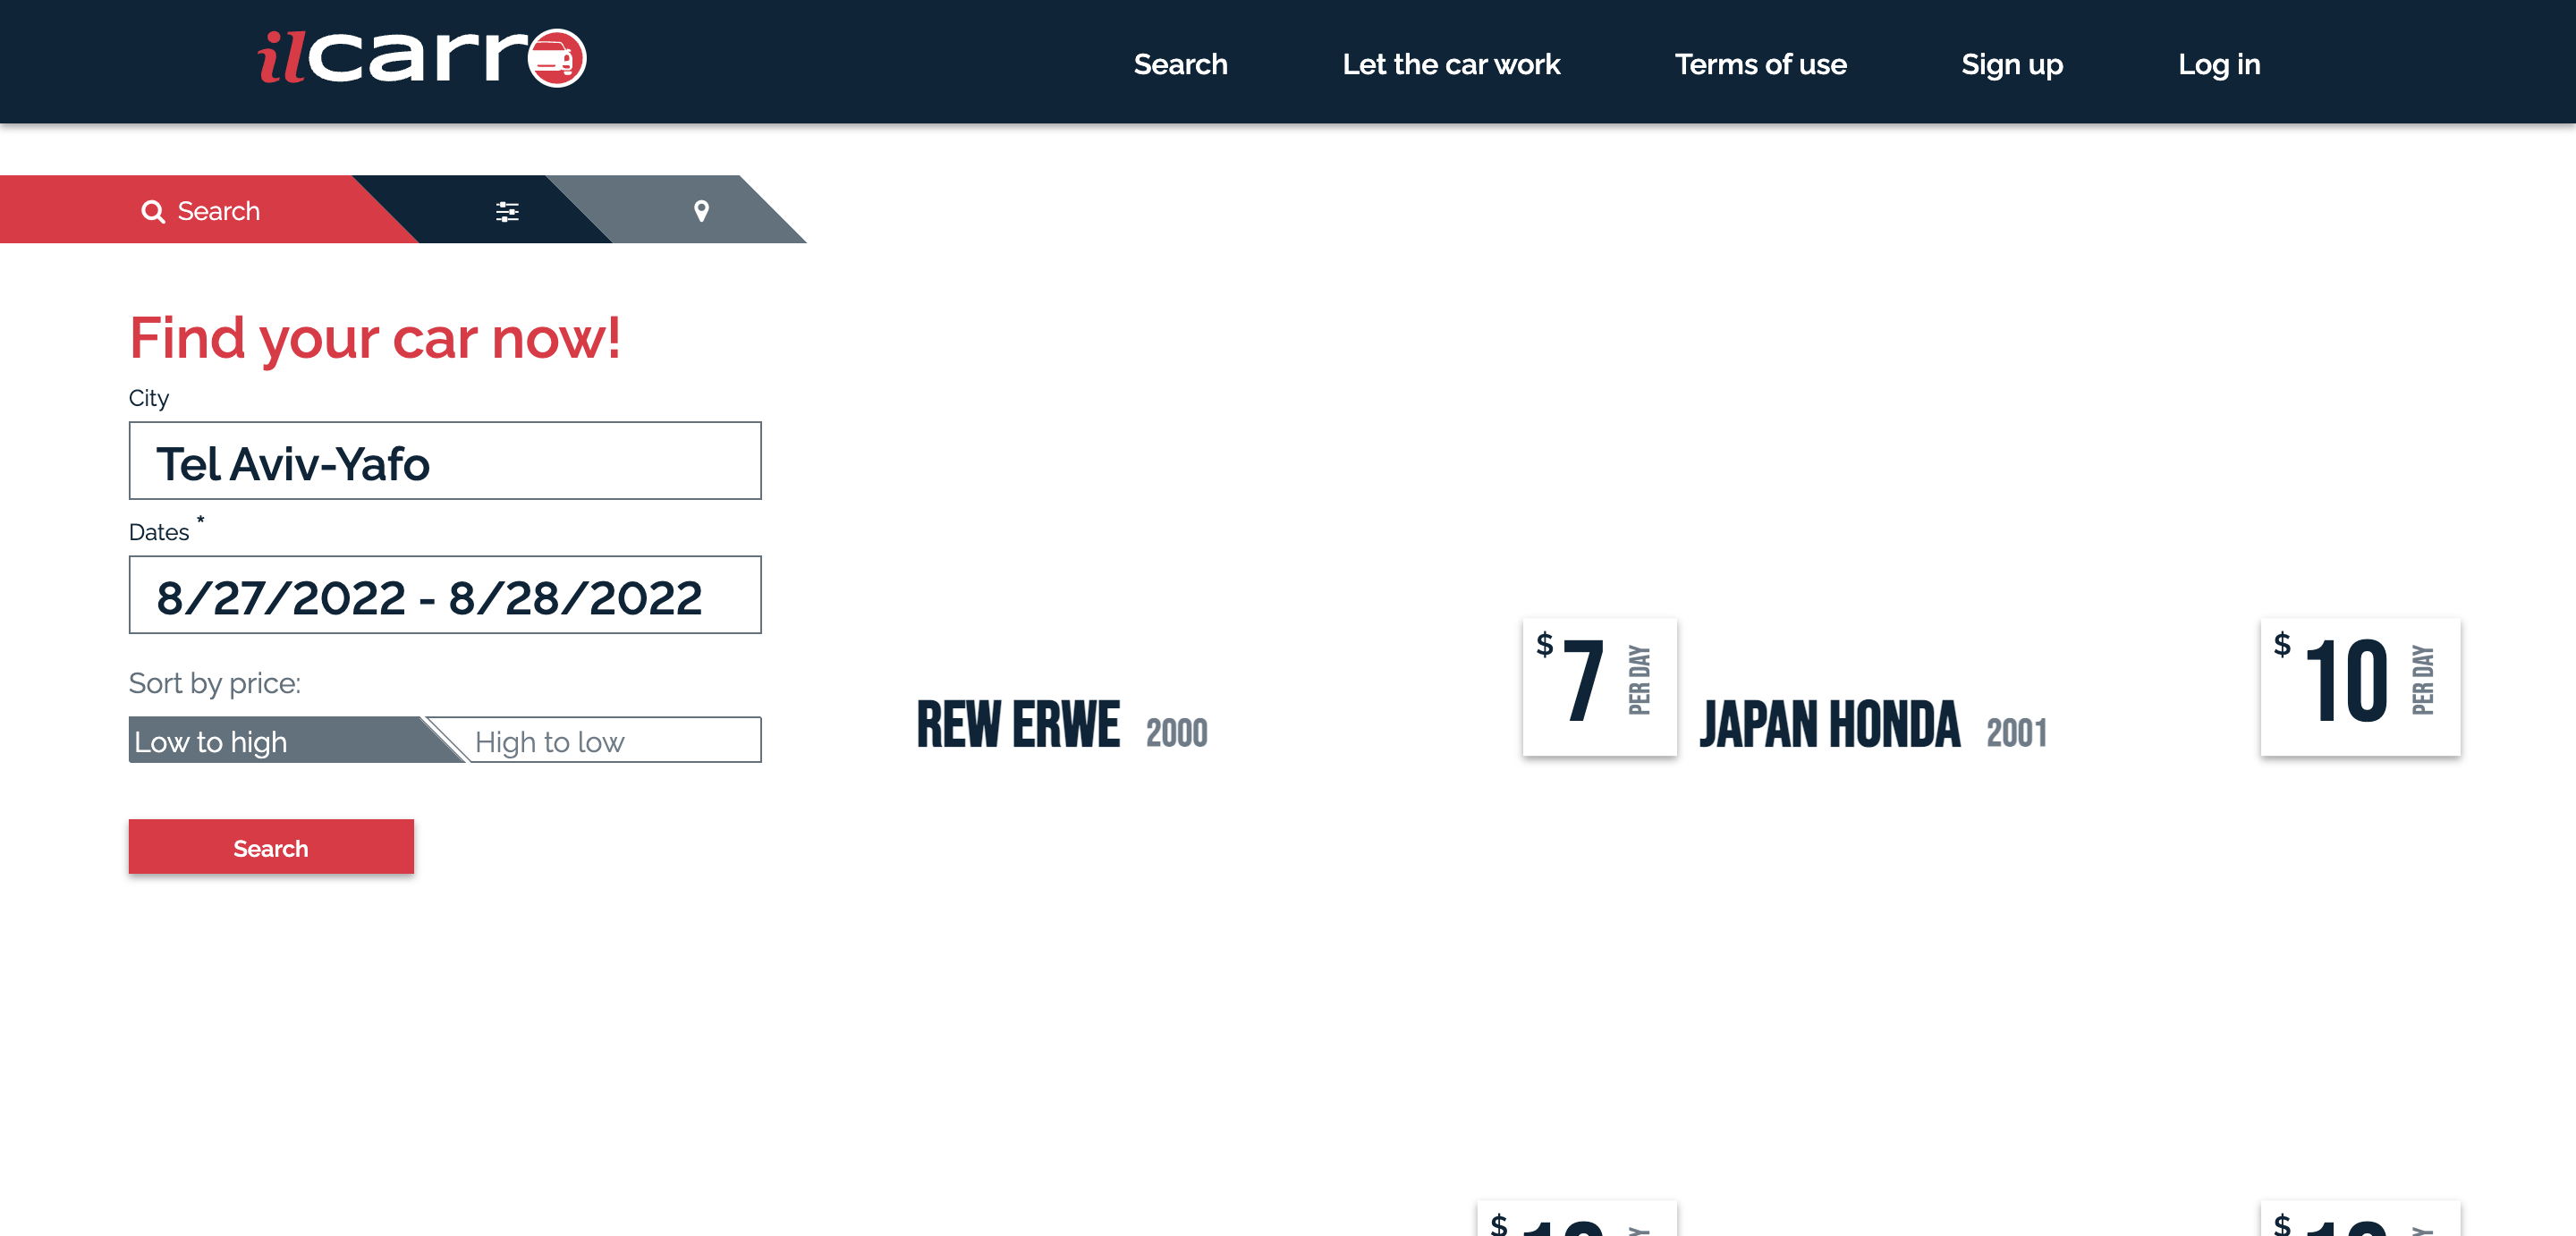 ilcarro
Search
Let the car work
Terms of use
Sign up
Log in
Search
Find your car now!
City
Tel Aviv-Yafo
Dates *
8/27/2022 - 8/28/2022
Sort by price:
Low to high
High to low
Search
REW ERWE 2000
$ 7 PER DAY
JAPAN HONDA 2001
$ 10 PER DAY
$
$